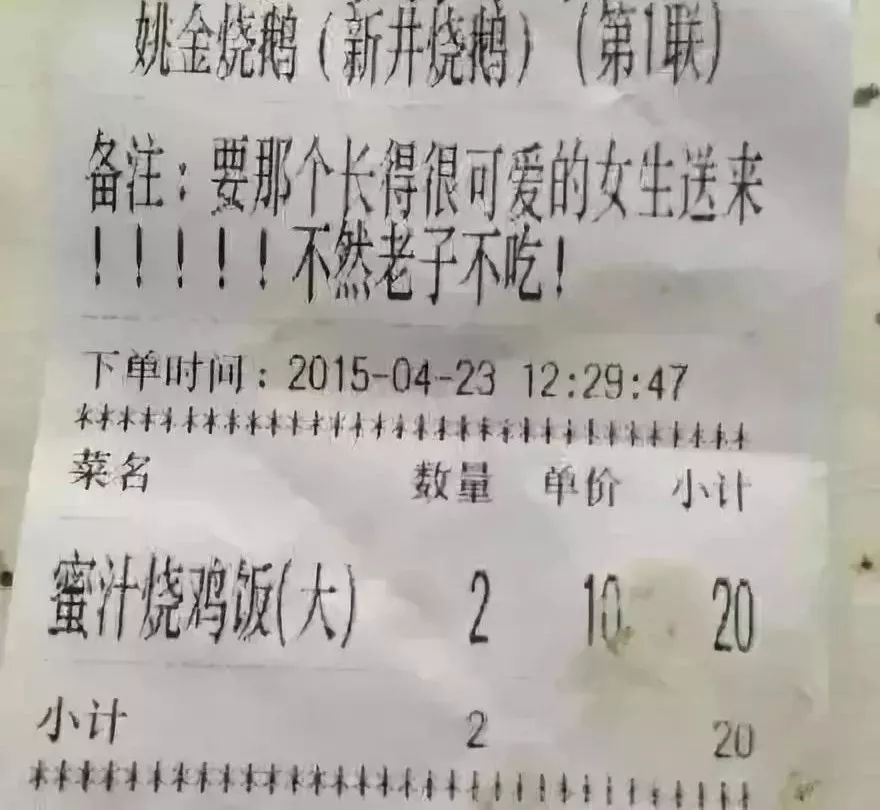 姚金烧鹅（新井烧鹅）（第1联）
备注：要那个长得很可爱的女生送来
！！！！！不然老子不吃！
下单时间：2015-04-23 12:29:47
********************************
菜名 数量 单价 小计
蜜汁烧鸡饭(大) 2 10 20
小计 2 20
********************************